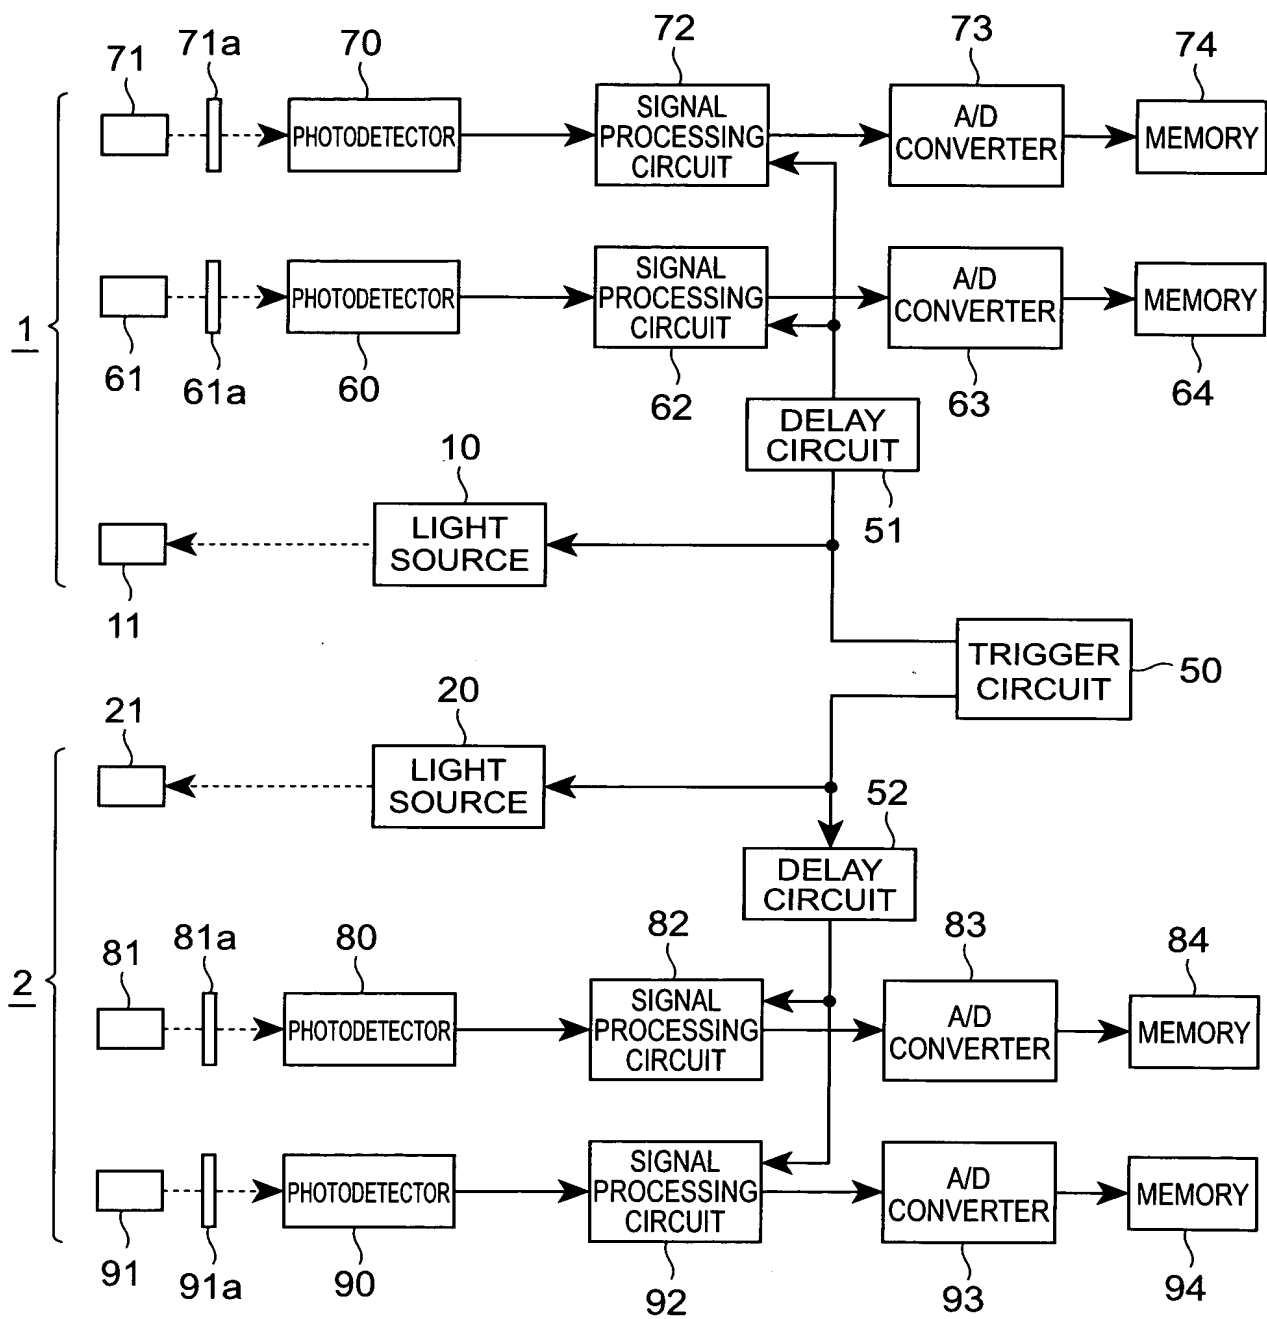 71
71a
70
72
73
74
PHOTODETECTOR
SIGNAL
PROCESSING
CIRCUIT
A/D
CONVERTER
MEMORY
1
PHOTODETECTOR
SIGNAL
PROCESSING
CIRCUIT
A/D
CONVERTER
MEMORY
61
61a
60
62
63
64
DELAY
CIRCUIT
51
10
LIGHT
SOURCE
11
TRIGGER
CIRCUIT
50
21
20
LIGHT
SOURCE
52
DELAY
CIRCUIT
2
81
81a
80
82
83
84
PHOTODETECTOR
SIGNAL
PROCESSING
CIRCUIT
A/D
CONVERTER
MEMORY
PHOTODETECTOR
SIGNAL
PROCESSING
CIRCUIT
A/D
CONVERTER
MEMORY
91
91a
90
92
93
94